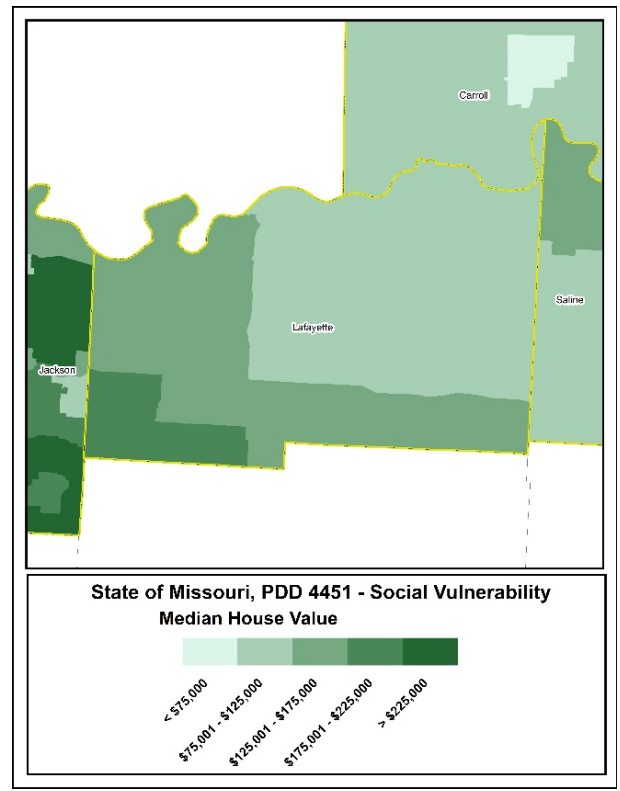 Carroll
Saline
Lafayette
Jackson
State of Missouri, PDD 4451 - Social Vulnerability
Median House Value
< $75,000
$75,001 - $125,000
$125,001 - $175,000
$175,001 - $225,000
> $225,000